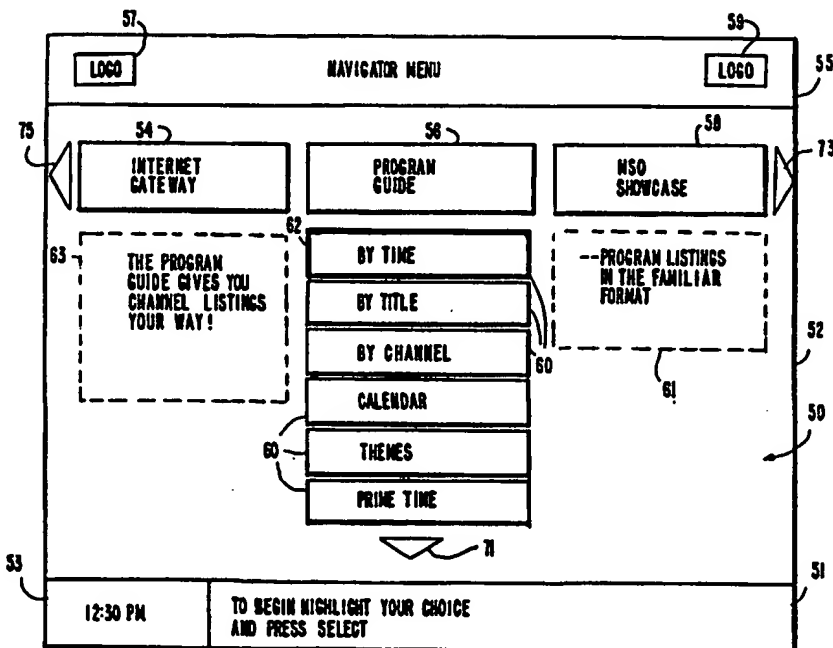 57
59
LOGO
NAVIGATOR MENU
LOGO
55
75
54
56
58
73
INTERNET
GATEWAY
PROGRAM
GUIDE
MSO
SHOWCASE
63
THE PROGRAM
GUIDE GIVES YOU
CHANNEL LISTINGS
YOUR WAY!
62
BY TIME
BY TITLE
BY CHANNEL
CALENDAR
THEMES
PRIME TIME
60
60
--PROGRAM LISTINGS
IN THE FAMILIAR
FORMAT
61
52
50
71
53
51
12:30 PM
TO BEGIN HIGHLIGHT YOUR CHOICE
AND PRESS SELECT